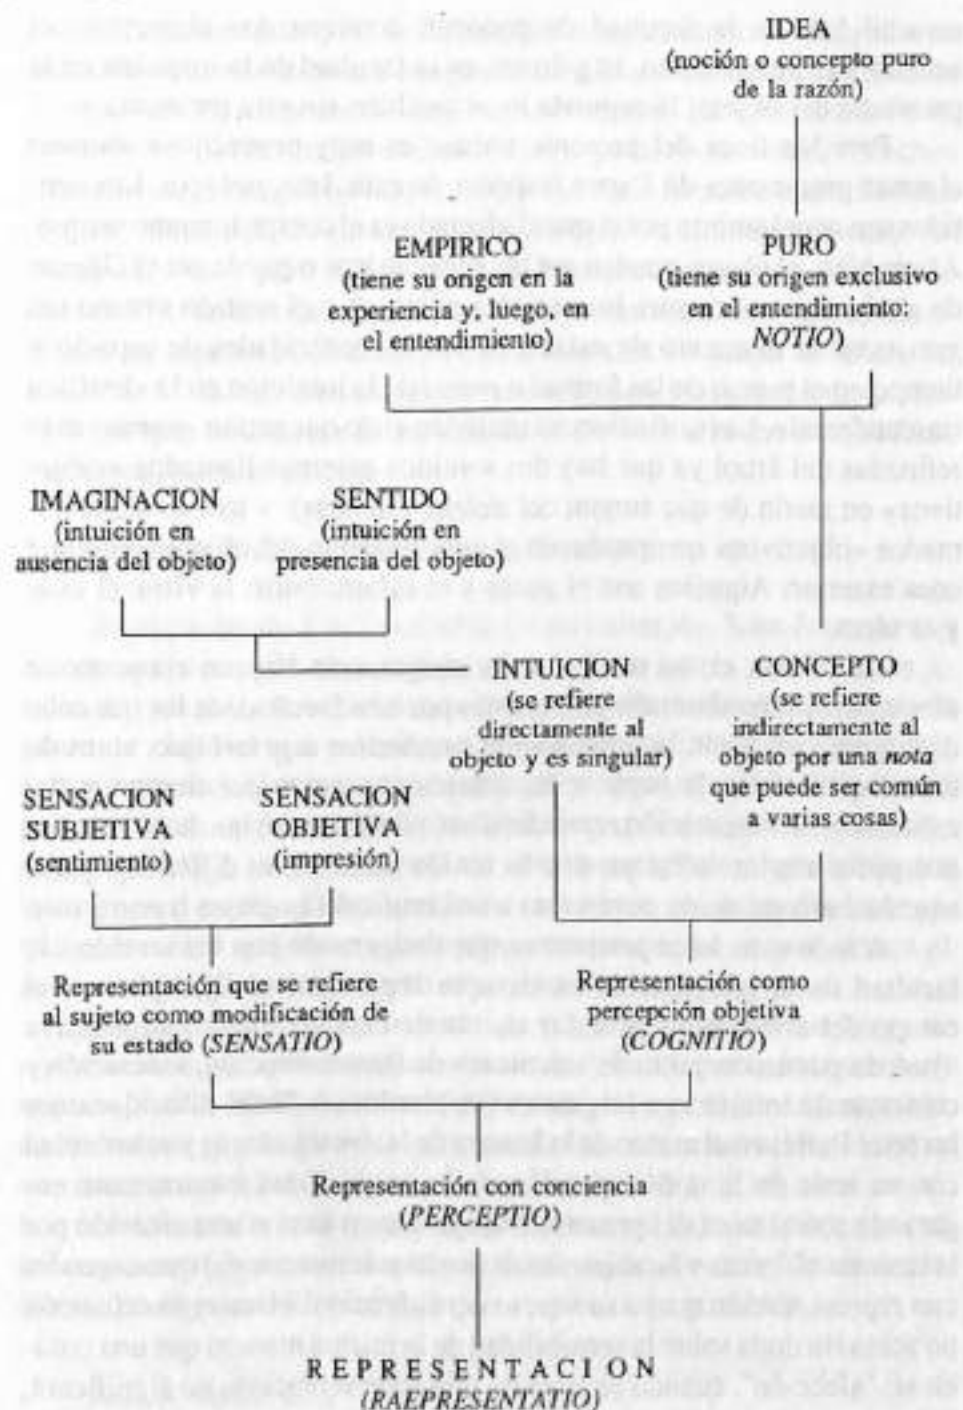 IDEA
(noción o concepto puro
de la razón)
EMPIRICO
(tiene su origen en la
experiencia y, luego, en
el entendimiento)
PURO
(tiene su origen exclusivo
en el entendimiento:
NOTIO)
IMAGINACION
(intuición en
ausencia del objeto)
SENTIDO
(intuición en
presencia del objeto)
INTUICION
(se refiere
directamente al
objeto y es singular)
CONCEPTO
(se refiere
indirectamente al
objeto por una nota
que puede ser común
a varias cosas)
SENSACION
SUBJETIVA
(sentimiento)
SENSACION
OBJETIVA
(impresión)
Representación que se refiere
al sujeto como modificación de
su estado (SENSATIO)
Representación como
percepción objetiva
(COGNITIO)
Representación con conciencia
(PERCEPTIO)
REPRESENTACION
(RAEPRESENTATIO)